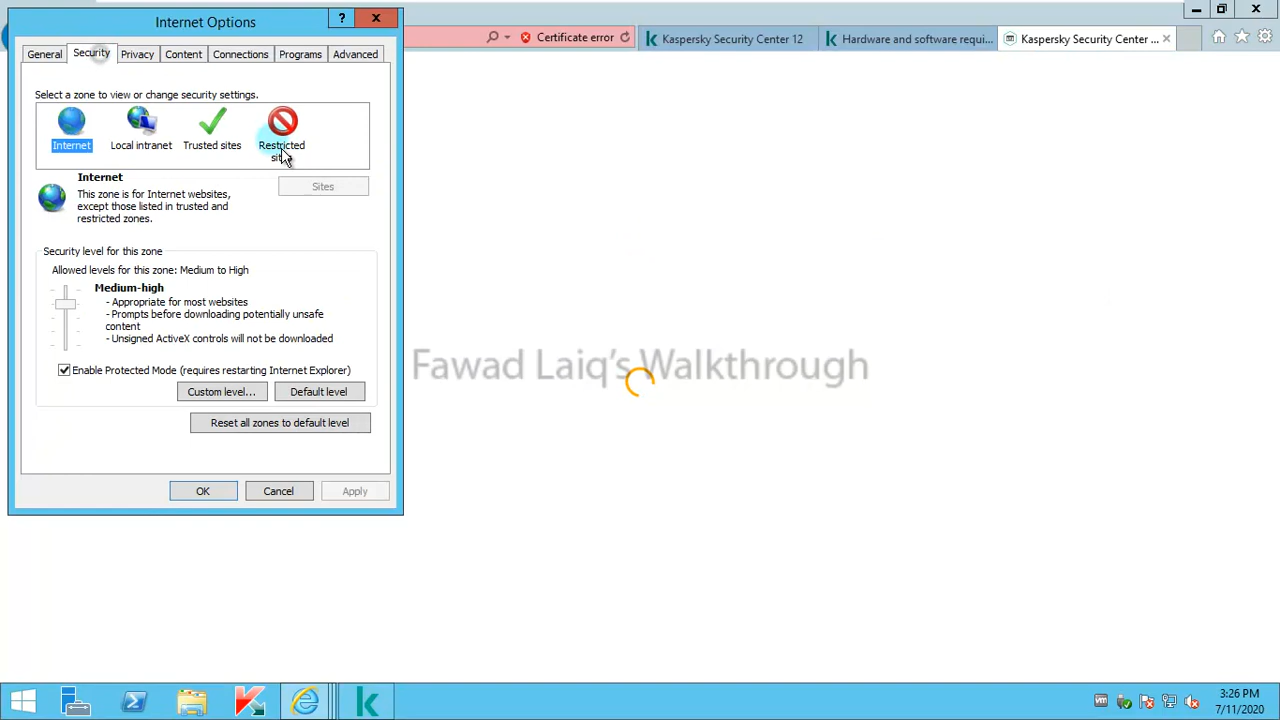 Internet Options
?
General
Security
Privacy
Content
Connections
Programs
Advanced
Certificate error
Kaspersky Security Center 12
Hardware and software requi...
Kaspersky Security Center ...
Select a zone to view or change security settings.
Internet
Local intranet
Trusted sites
Restricted
Internet
This zone is for Internet websites,
except those listed in trusted and
restricted zones.
Sites
Security level for this zone
Allowed levels for this zone: Medium to High
Medium-high
- Appropriate for most websites
- Prompts before downloading potentially unsafe
content
- Unsigned ActiveX controls will not be downloaded
Enable Protected Mode (requires restarting Internet Explorer)
Custom level...
Default level
Reset all zones to default level
OK
Cancel
Apply
Fawad Laiq's Walkthrough
3:26 PM
7/11/2020